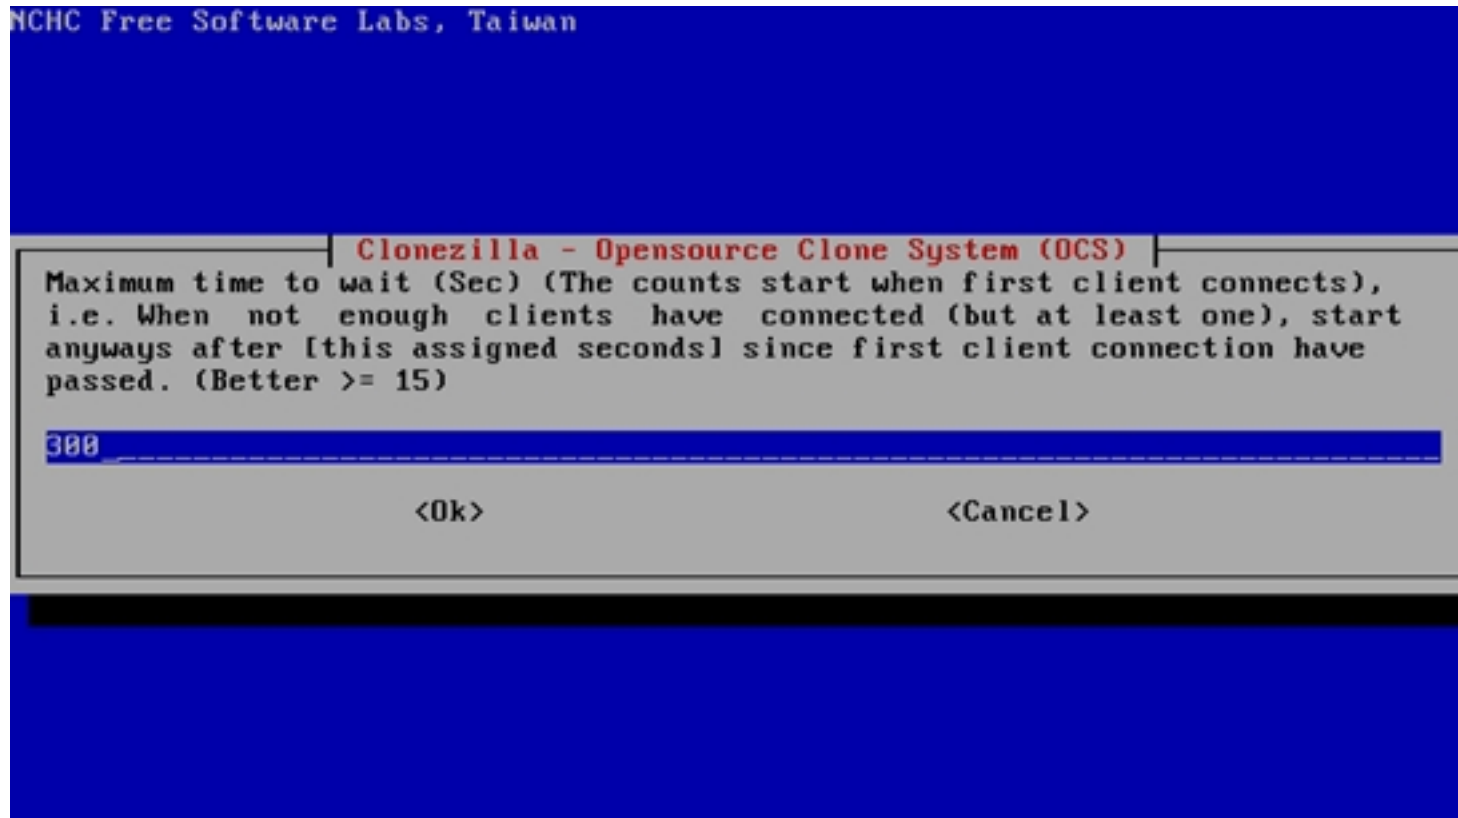 NCHC Free Software Labs, Taiwan
Clonezilla - Opensource Clone System (OCS)
Maximum time to wait (Sec) (The counts start when first client connects),
i.e. When not enough clients have connected (but at least one), start
anyways after [this assigned seconds] since first client connection have
passed. (Better >= 15)
300
<Ok> <Cancel>